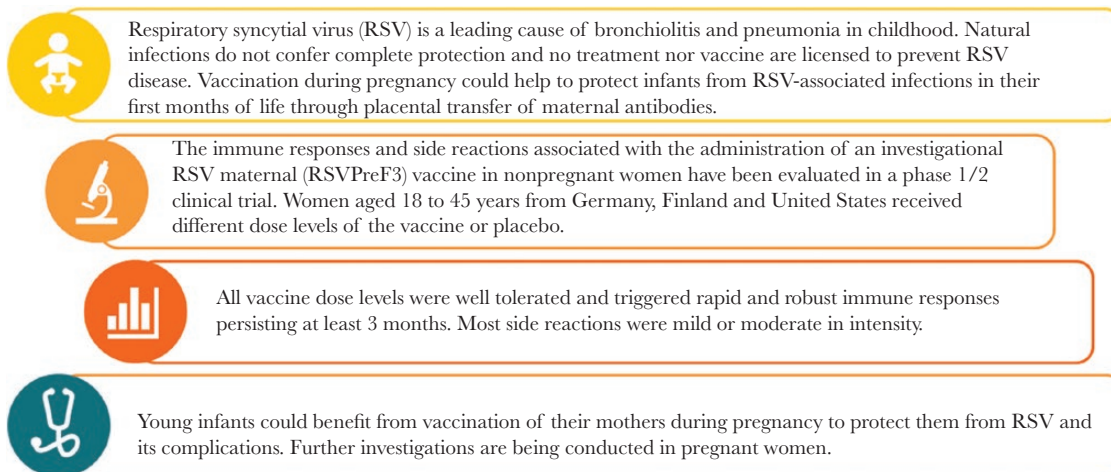 Respiratory syncytial virus (RSV) is a leading cause of bronchiolitis and pneumonia in childhood. Natural
infections do not confer complete protection and no treatment nor vaccine are licensed to prevent RSV
disease. Vaccination during pregnancy could help to protect infants from RSV-associated infections in their
first months of life through placental transfer of maternal antibodies.
The immune responses and side reactions associated with the administration of an investigational
RSV maternal (RSVPreF3) vaccine in nonpregnant women have been evaluated in a phase 1/2
clinical trial. Women aged 18 to 45 years from Germany, Finland and United States received
different dose levels of the vaccine or placebo.
All vaccine dose levels were well tolerated and triggered rapid and robust immune responses
persisting at least 3 months. Most side reactions were mild or moderate in intensity.
Young infants could benefit from vaccination of their mothers during pregnancy to protect them from RSV and
its complications. Further investigations are being conducted in pregnant women.